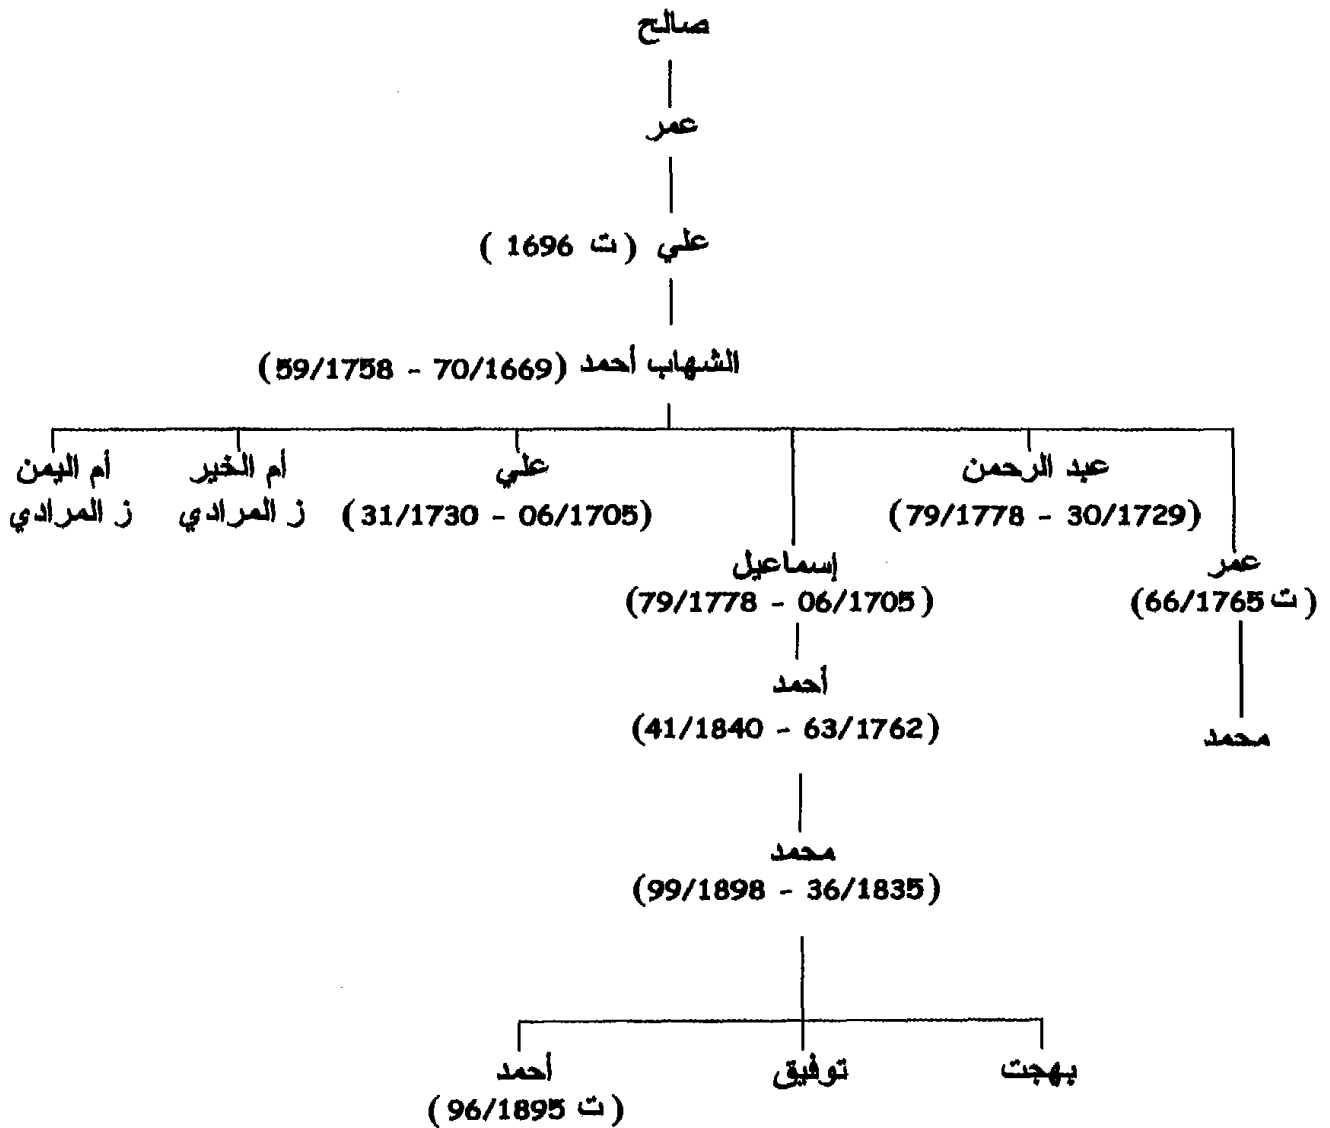 صالح
عمر
علي ( ت 1696 )
الشهاب أحمد (70/1669 - 59/1758)
عبد الرحمن
(30/1729 - 79/1778)
علي
(06/1705 - 31/1730)
أم الخير
ز المرادي
أم اليمن
ز المرادي
عمر
(ت 66/1765)
إسماعيل
(06/1705 - 79/1778)
أحمد
(63/1762 - 41/1840)
محمد
محمد
(36/1835 - 99/1898)
بهجت
توفيق
أحمد
(ت 96/1895)